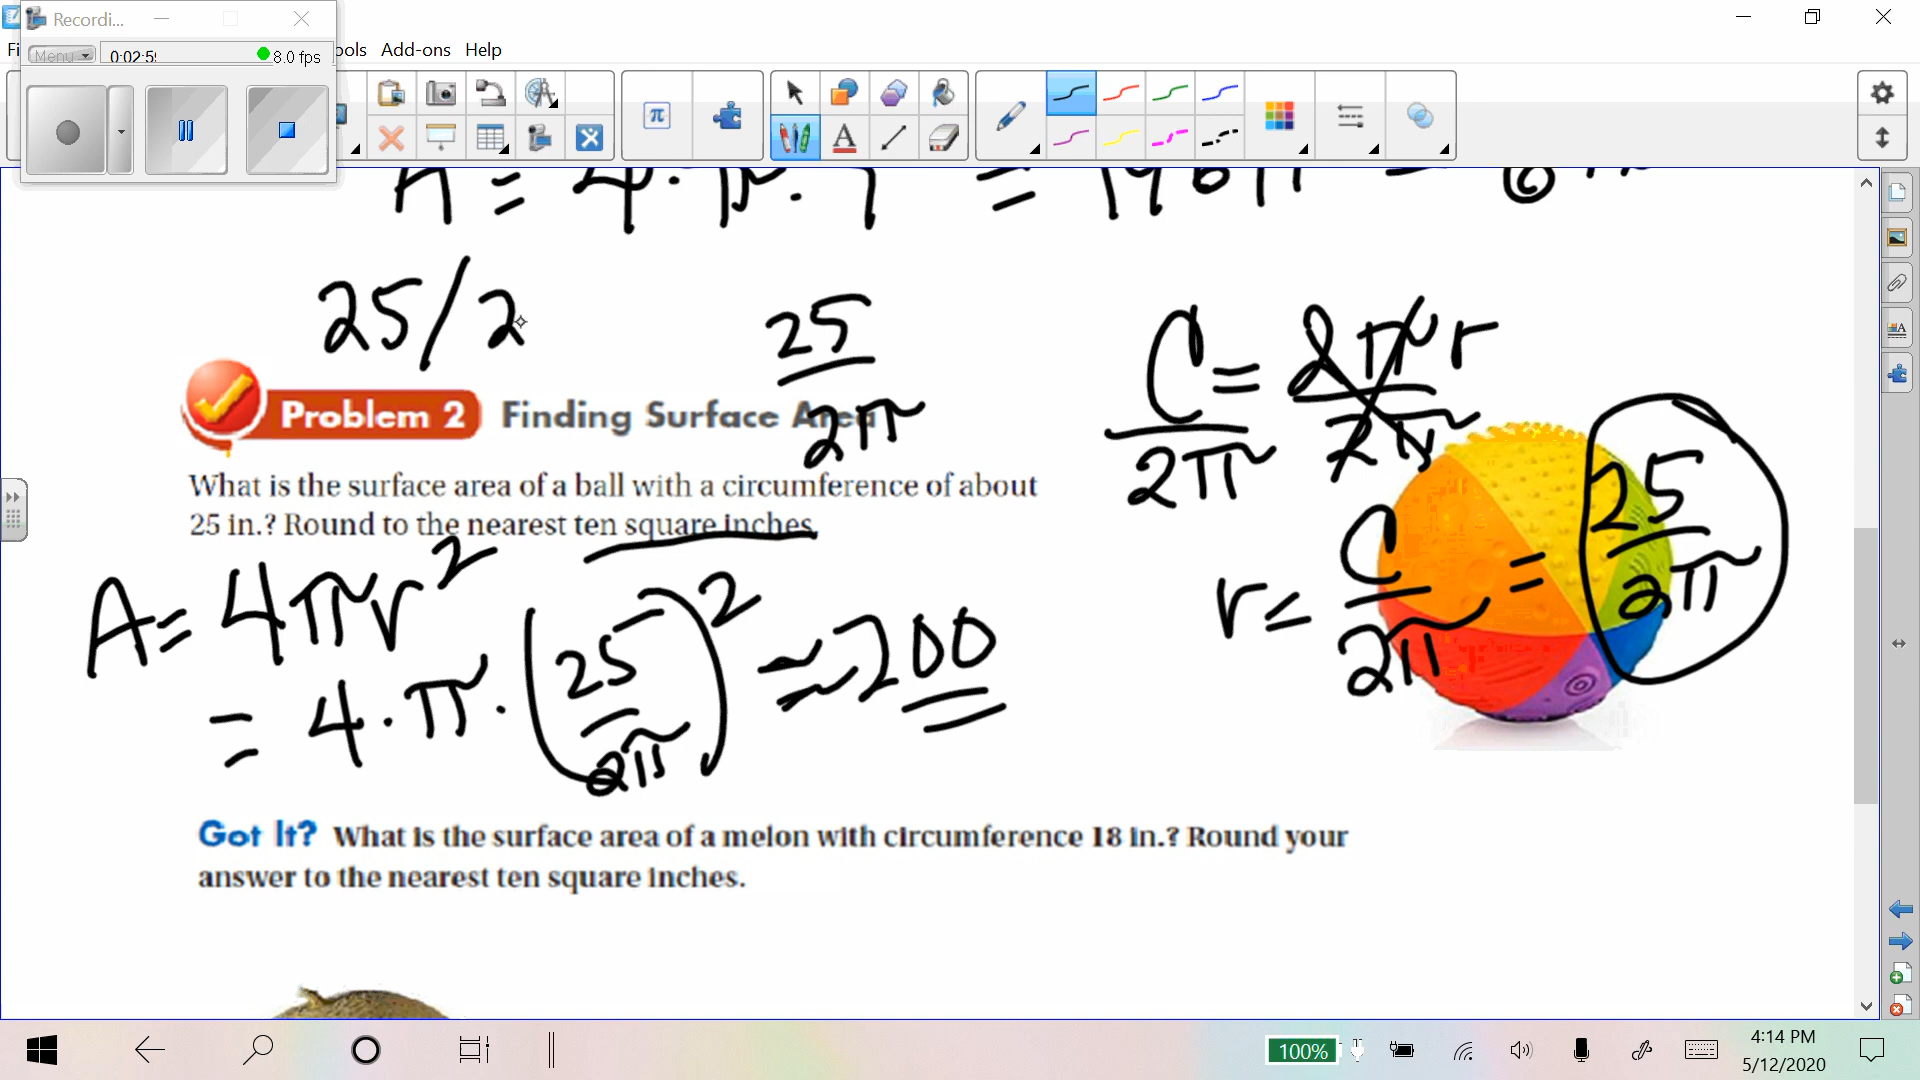 Recordi...
Menu 0:02:5 8.0 fps
ools Add-ons Help
A = 4 · π · 7 = 196π
25/2
25
2π
C = 2πr
2π 2π
Problem 2 Finding Surface Area
What is the surface area of a ball with a circumference of about
25 in.? Round to the nearest ten square inches.
r = C/2π = 25/2π
A = 4πr²
= 4 · π · (25/2π)² ≈ 200
Got It? What is the surface area of a melon with circumference 18 in.? Round your
answer to the nearest ten square inches.
100%
4:14 PM
5/12/2020